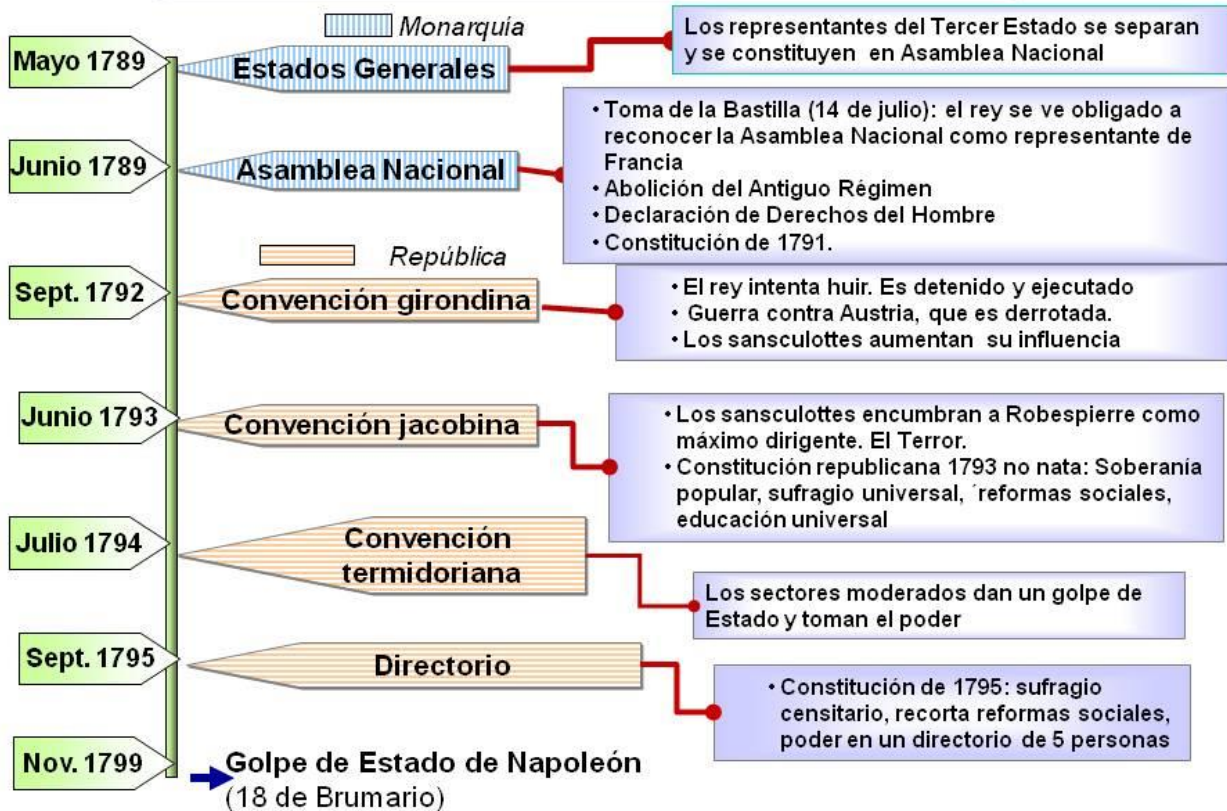 Monarquía
Mayo 1789
Estados Generales
Los representantes del Tercer Estado se separan
y se constituyen en Asamblea Nacional
Junio 1789
Asamblea Nacional
• Toma de la Bastilla (14 de julio): el rey se ve obligado a
reconocer la Asamblea Nacional como representante de
Francia
• Abolición del Antiguo Régimen
• Declaración de Derechos del Hombre
• Constitución de 1791.
República
Sept. 1792
Convención girondina
• El rey intenta huir. Es detenido y ejecutado
• Guerra contra Austria, que es derrotada.
• Los sansculottes aumentan su influencia
Junio 1793
Convención jacobina
• Los sansculottes encumbran a Robespierre como
máximo dirigente. El Terror.
• Constitución republicana 1793 no nata: Soberanía
popular, sufragio universal, ´reformas sociales,
educación universal
Julio 1794
Convención
termidoriana
Los sectores moderados dan un golpe de
Estado y toman el poder
Sept. 1795
Directorio
• Constitución de 1795: sufragio
censitario, recorta reformas sociales,
poder en un directorio de 5 personas
Nov. 1799
Golpe de Estado de Napoleón
(18 de Brumario)